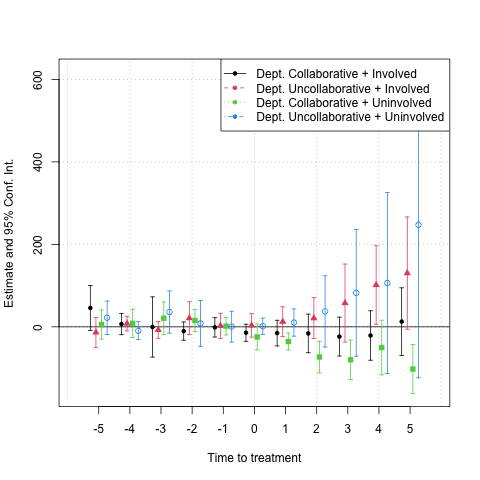 Estimate and 95% Conf. Int.
600
400
200
0
Dept. Collaborative + Involved
Dept. Uncollaborative + Involved
Dept. Collaborative + Uninvolved
Dept. Uncollaborative + Uninvolved
-5 -4 -3 -2 -1 0 1 2 3 4 5
Time to treatment